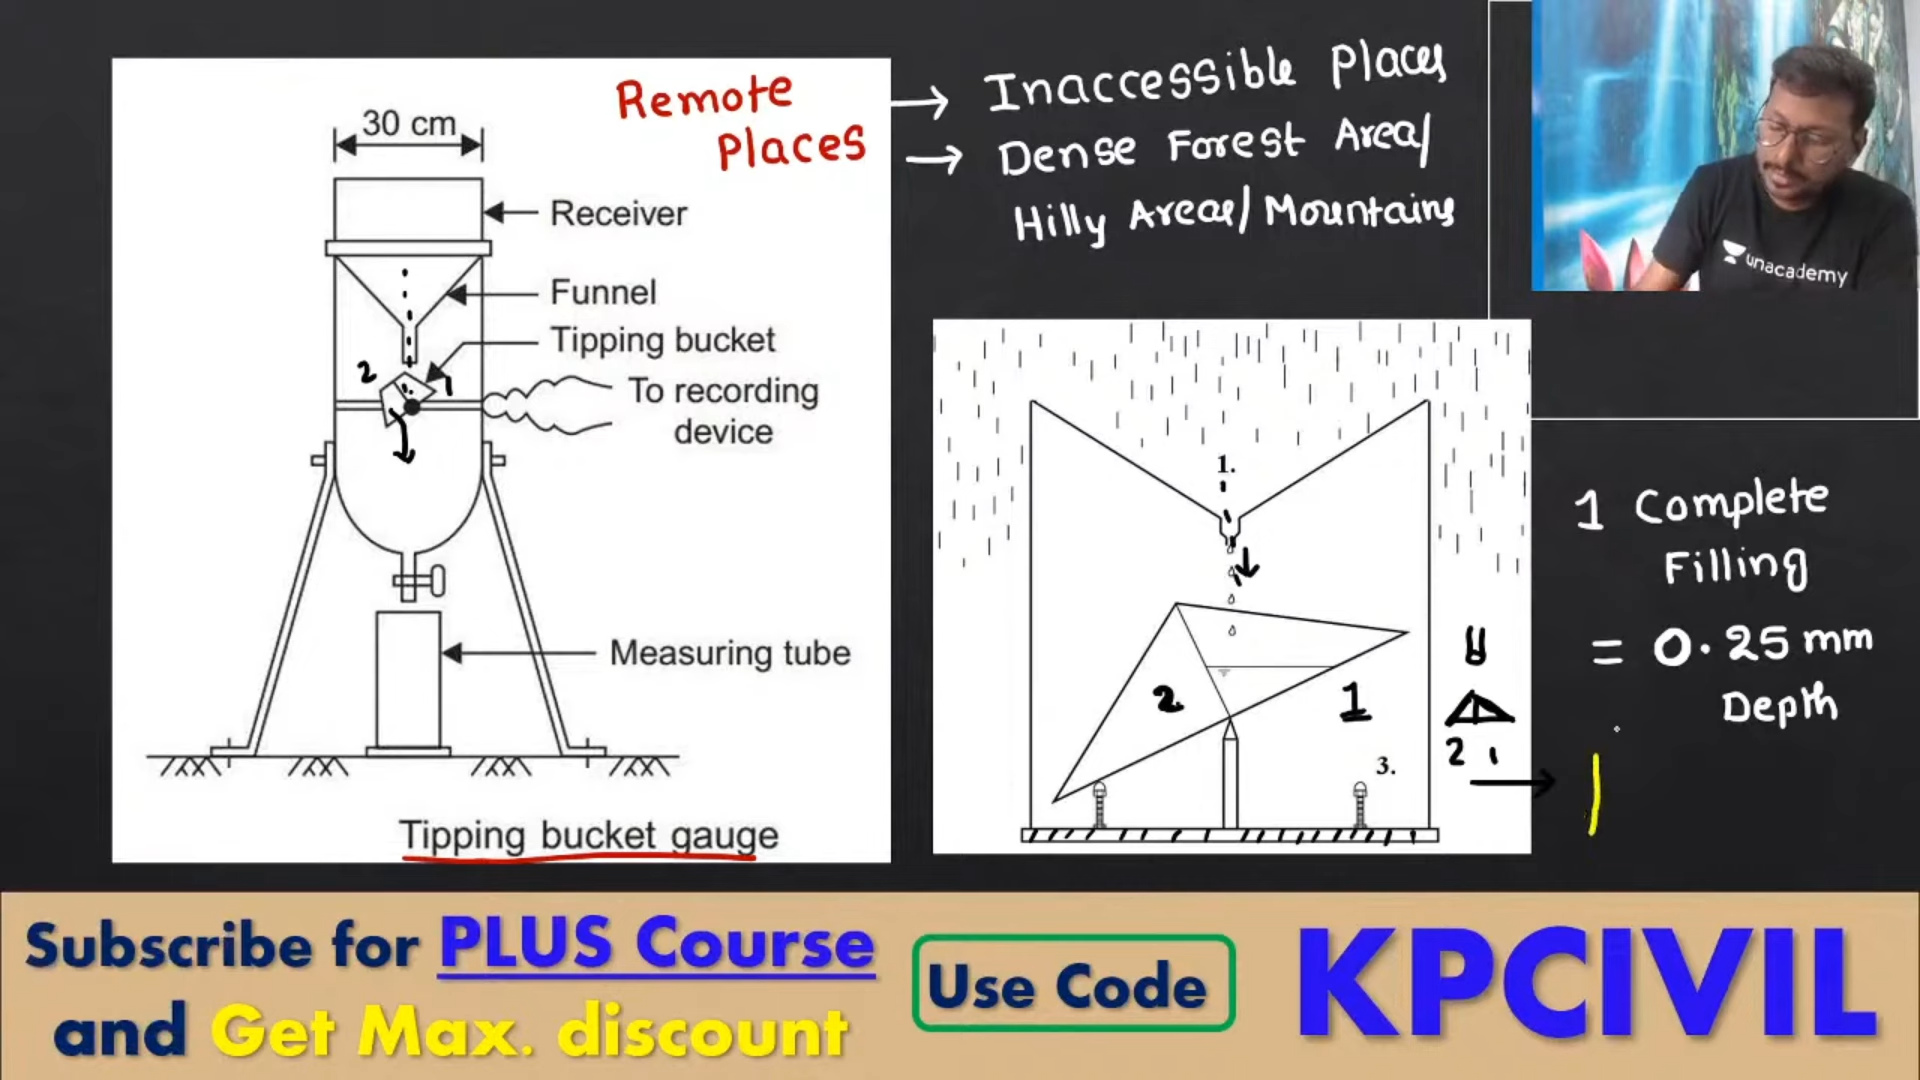 Remote
Places
→ Inaccessible Places
→ Dense Forest Area/
Hilly Areas/Mountains
30 cm
Receiver
Funnel
Tipping bucket
2
1
To recording
device
Measuring tube
Tipping bucket gauge
1.
2
1
3.
2 1
1 Complete
Filling
= 0.25 mm
Depth
unacademy
Subscribe for PLUS Course
and Get Max. discount
Use Code
KPCIVIL